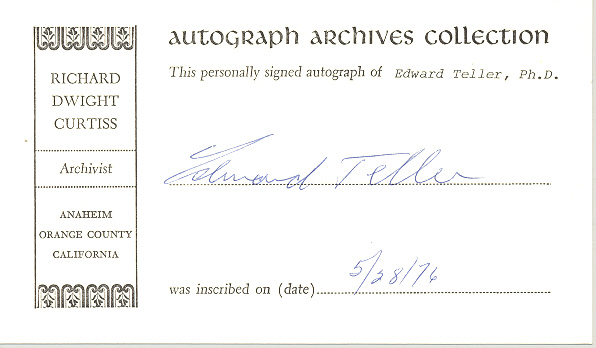 RICHARD
DWIGHT
CURTISS
Archivist
ANAHEIM
ORANGE COUNTY
CALIFORNIA
autograph archives collection
This personally signed autograph of Edward Teller, Ph.D.
Edward Teller
was inscribed on (date) 5/28/76